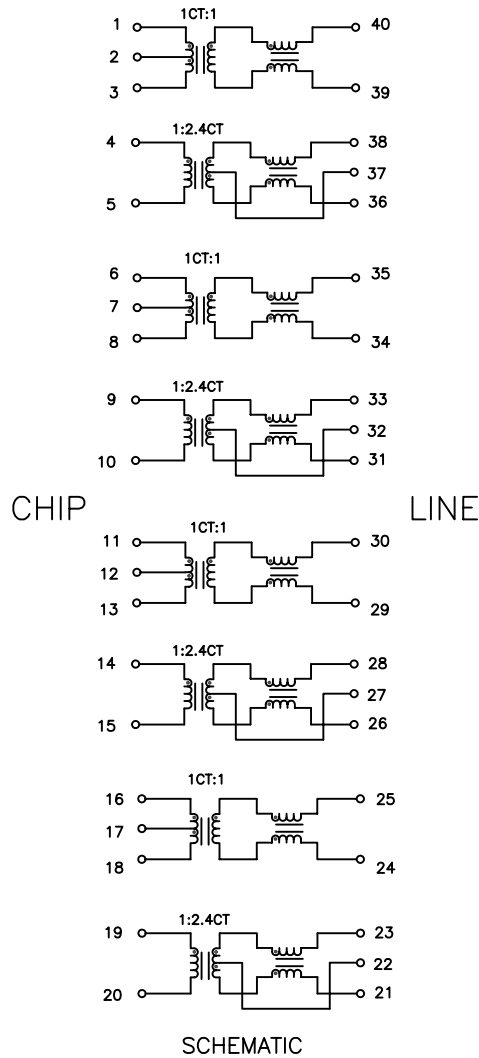 1CT:1
1 40
2
3 39
1:2.4CT
4 38
37
5 36
1CT:1
6 35
7
8 34
1:2.4CT
9 33
32
10 31
CHIP LINE
1CT:1
11 30
12
13 29
1:2.4CT
14 28
27
15 26
1CT:1
16 25
17
18 24
1:2.4CT
19 23
22
20 21
SCHEMATIC